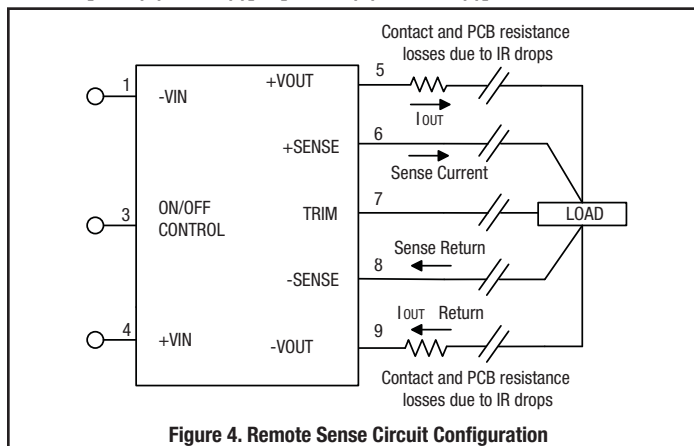 Contact and PCB resistance
losses due to IR drops
+VOUT
5
1
-VIN
IOUT
6
+SENSE
Sense Current
3
ON/OFF
CONTROL
TRIM
7
LOAD
Sense Return
8
-SENSE
4
+VIN
IOUT Return
9
-VOUT
Contact and PCB resistance
losses due to IR drops
Figure 4. Remote Sense Circuit Configuration